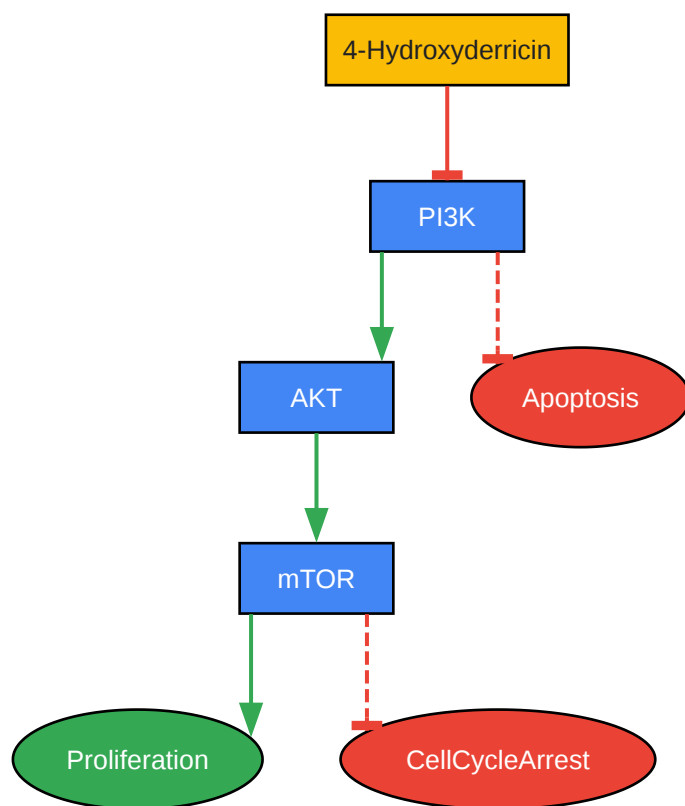 4-Hydroxyderricin
PI3K
AKT
Apoptosis
mTOR
Proliferation
CellCycleArrest